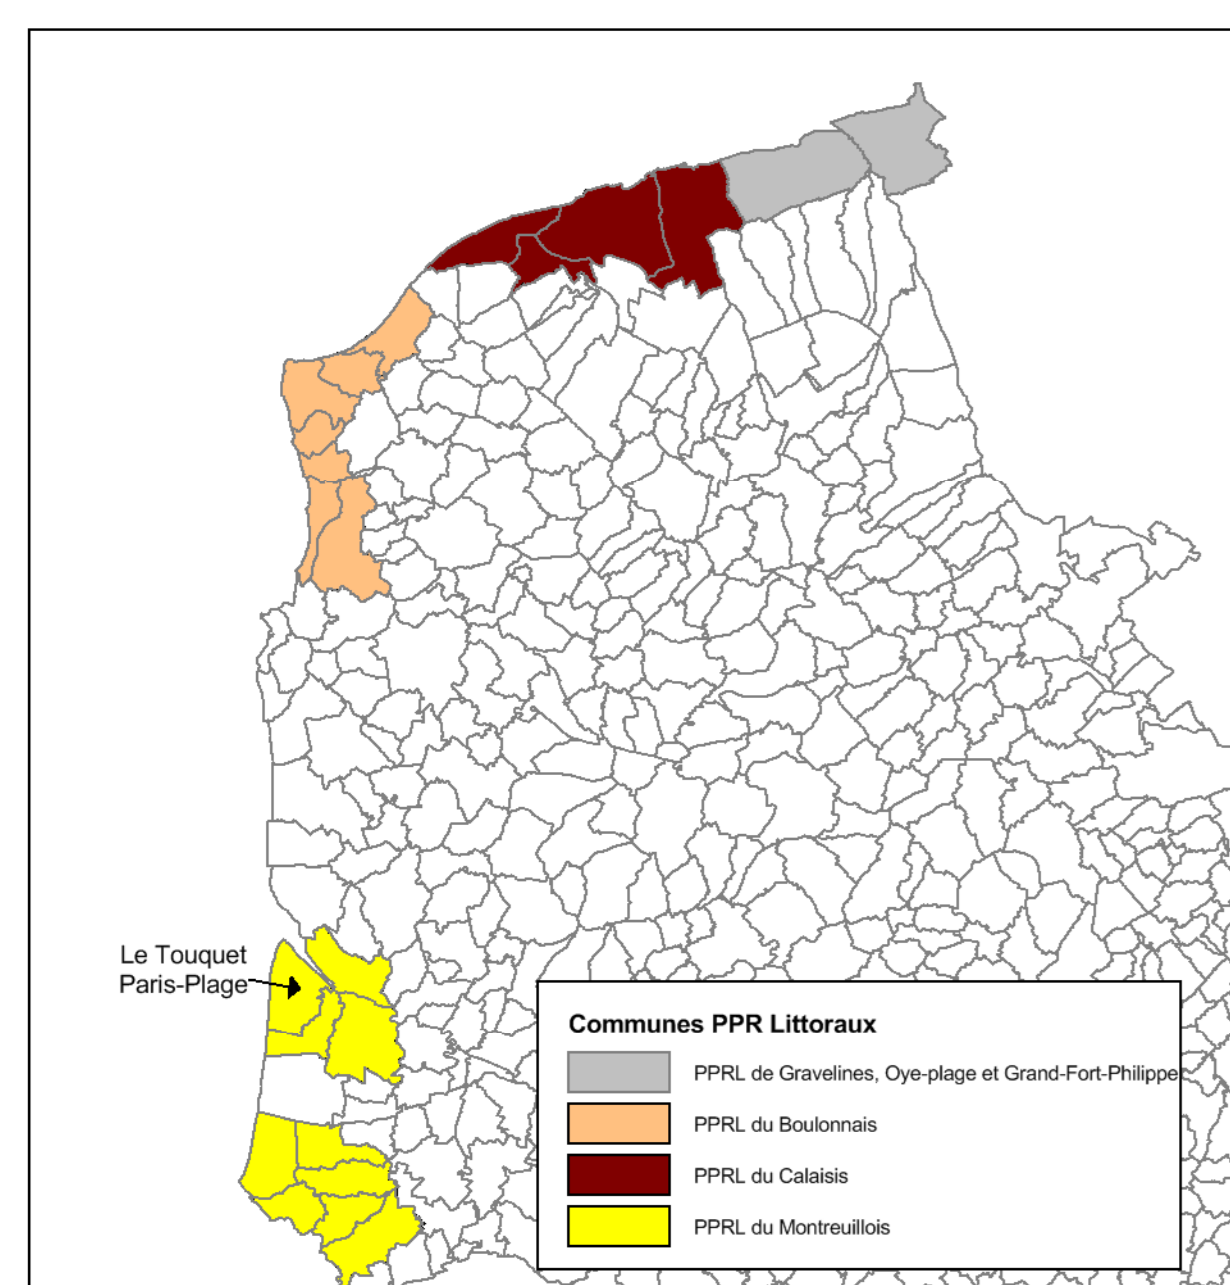 Le Touquet
Paris-Plage
Communes PPR Littoraux
PPRL de Gravelines, Oye-plage et Grand-Fort-Philippe
PPRL du Boulonnais
PPRL du Calaisis
PPRL du Montreuillois